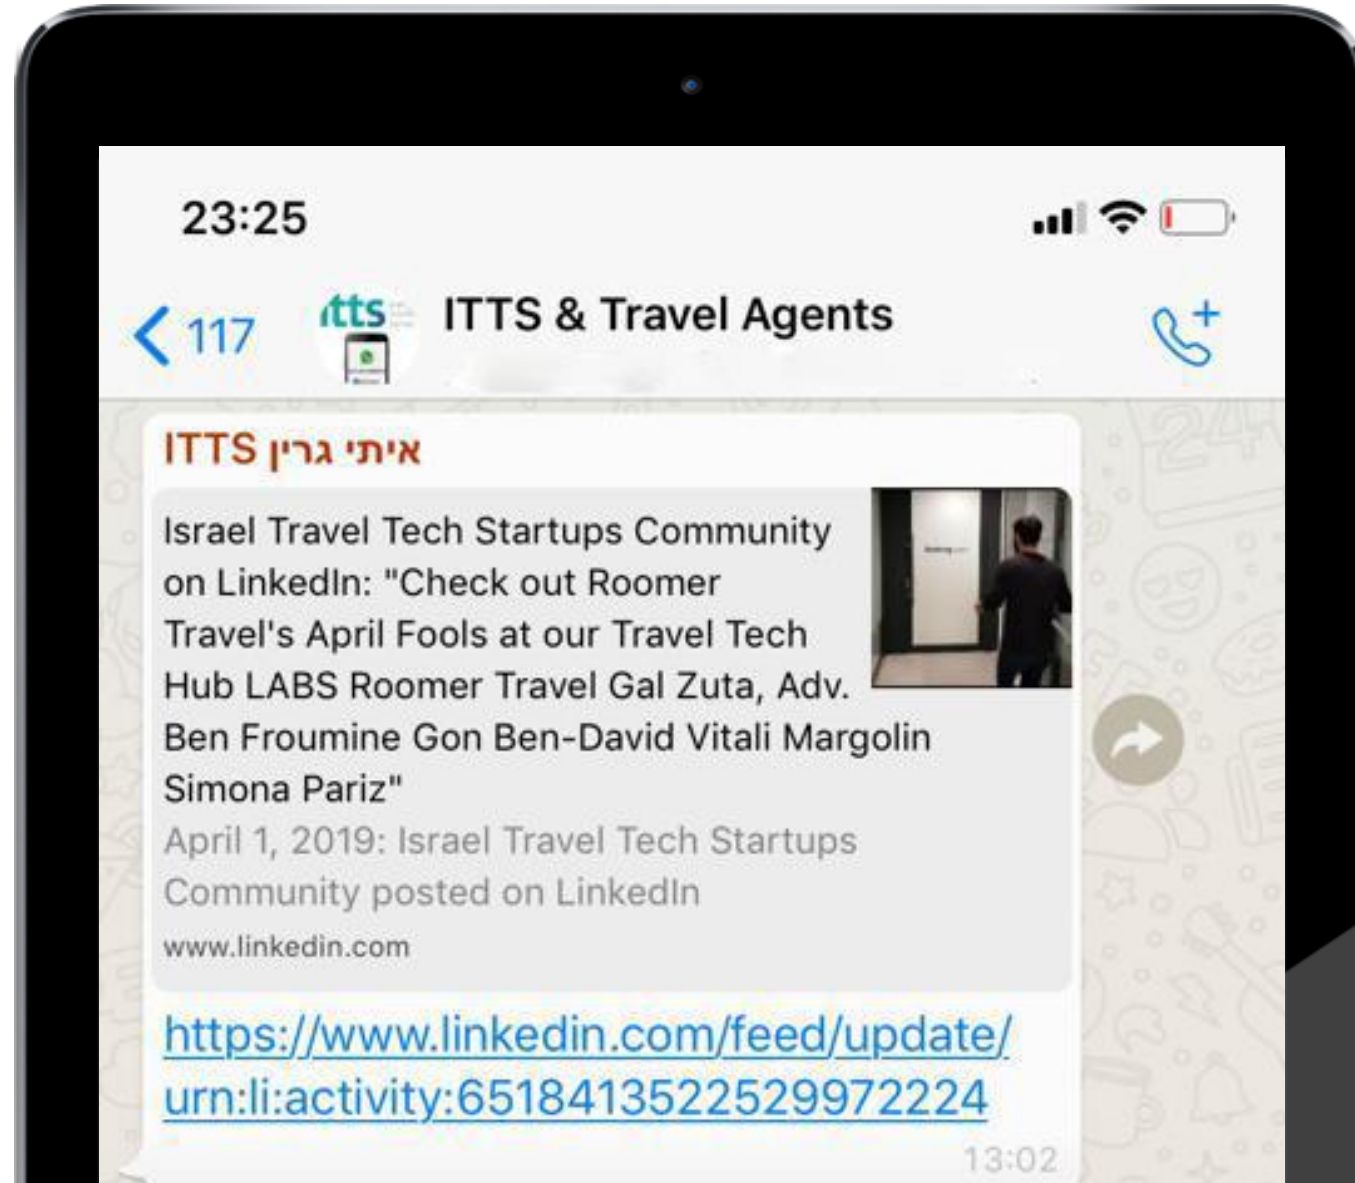 23:25
117
itts
ITTS & Travel Agents
איתי גרין ITTS
Israel Travel Tech Startups Community
on LinkedIn: "Check out Roomer
Travel's April Fools at our Travel Tech
Hub LABS Roomer Travel Gal Zuta, Adv.
Ben Froumine Gon Ben-David Vitali Margolin
Simona Pariz"
April 1, 2019: Israel Travel Tech Startups
Community posted on LinkedIn
www.linkedin.com
https://www.linkedin.com/feed/update/
urn:li:activity:6518413522529972224
13:02